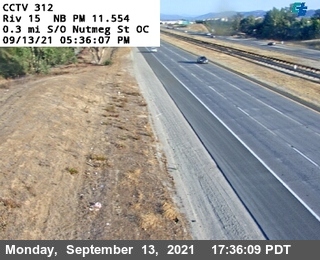 CCTV 312
Riv 15 NB PM 11.554
0.3 mi S/O Nutmeg St OC
09/13/21 05:36:07 PM
Monday, September 13, 2021 17:36:09 PDT